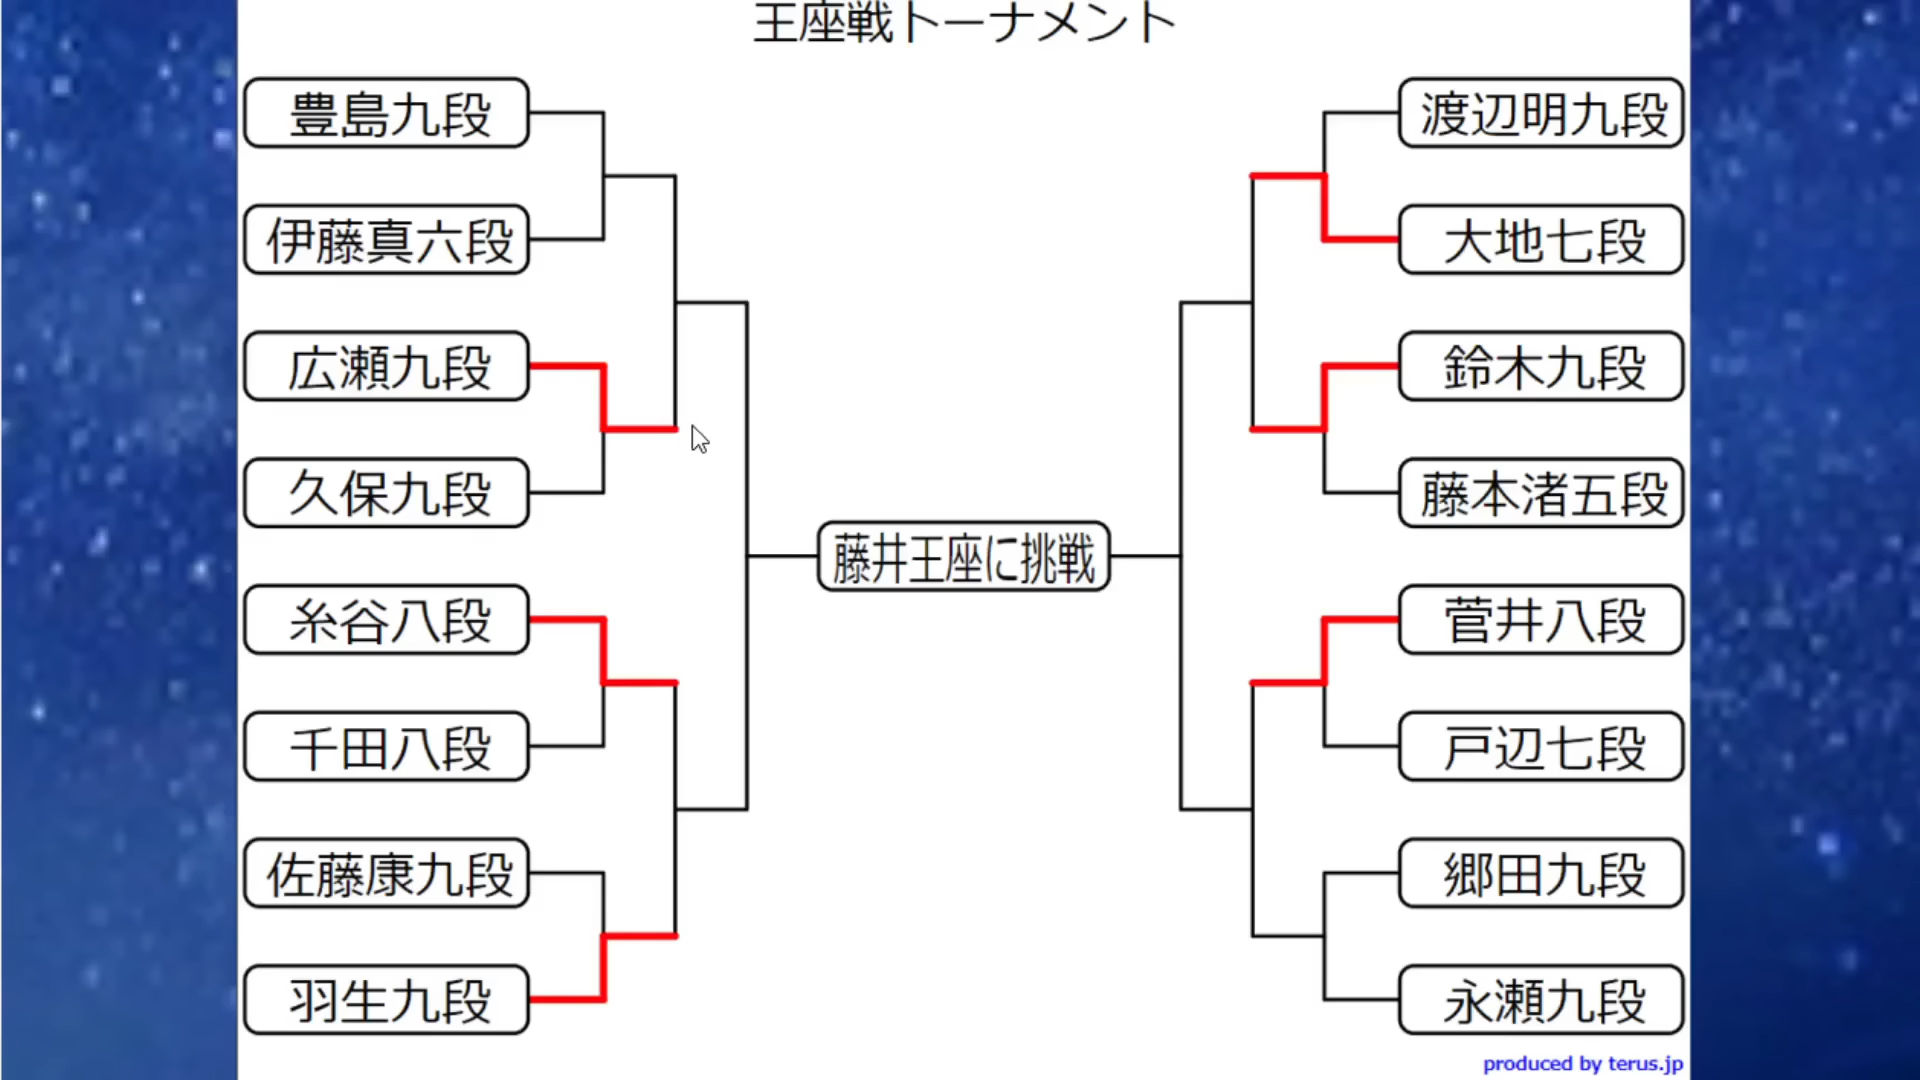 王座戦トーナメント
豊島九段
伊藤真六段
広瀬九段
久保九段
糸谷八段
千田八段
佐藤康九段
羽生九段
藤井王座に挑戦
渡辺明九段
大地七段
鈴木九段
藤本渚五段
菅井八段
戸辺七段
郷田九段
永瀬九段
produced by terus.jp